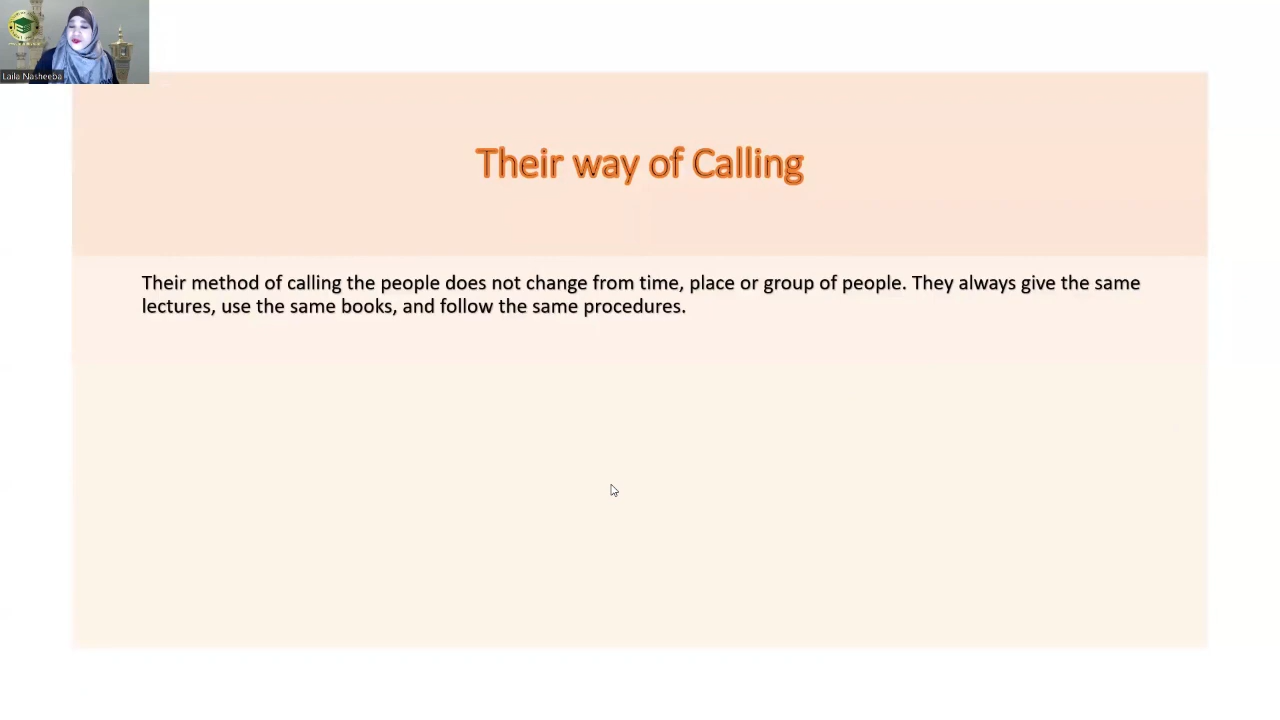 Laila Nasheeba
Their way of Calling
Their method of calling the people does not change from time, place or group of people. They always give the same
lectures, use the same books, and follow the same procedures.